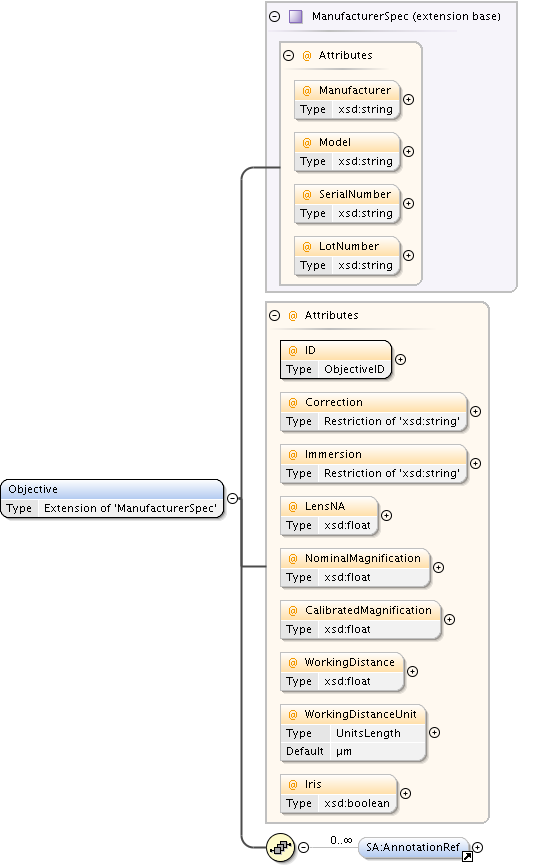 ManufacturerSpec (extension base)
@ Attributes
@ Manufacturer
Type xsd:string
@ Model
Type xsd:string
@ SerialNumber
Type xsd:string
@ LotNumber
Type xsd:string
@ Attributes
@ ID
Type ObjectiveID
@ Correction
Type Restriction of 'xsd:string'
@ Immersion
Type Restriction of 'xsd:string'
Objective
Type Extension of 'ManufacturerSpec'
@ LensNA
Type xsd:float
@ NominalMagnification
Type xsd:float
@ CalibratedMagnification
Type xsd:float
@ WorkingDistance
Type xsd:float
@ WorkingDistanceUnit
Type UnitsLength
Default µm
@ Iris
Type xsd:boolean
0..∞
SA:AnnotationRef